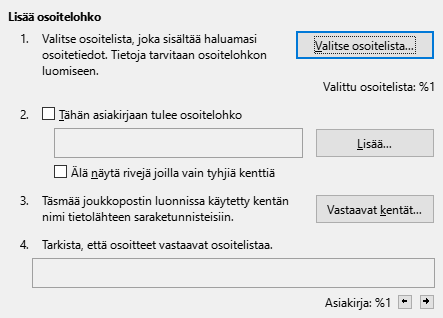 Lisää osoitelohko
1. Valitse osoitelista, joka sisältää haluamasi
osoitetiedot. Tietoja tarvitaan osoitelohkon
luomiseen.
Valitse osoitelista...
Valittu osoitelista: %1
2. Tähän asiakirjaan tulee osoitelohko
Lisää...
Älä näytä rivejä joilla vain tyhjiä kenttiä
3. Täsmää joukkopostin luonnissa käytetty kentän
nimi tietolähteen saraketunnisteisiin.
Vastaavat kentät...
4. Tarkista, että osoitteet vastaavat osoitelistaa.
Asiakirja: %1